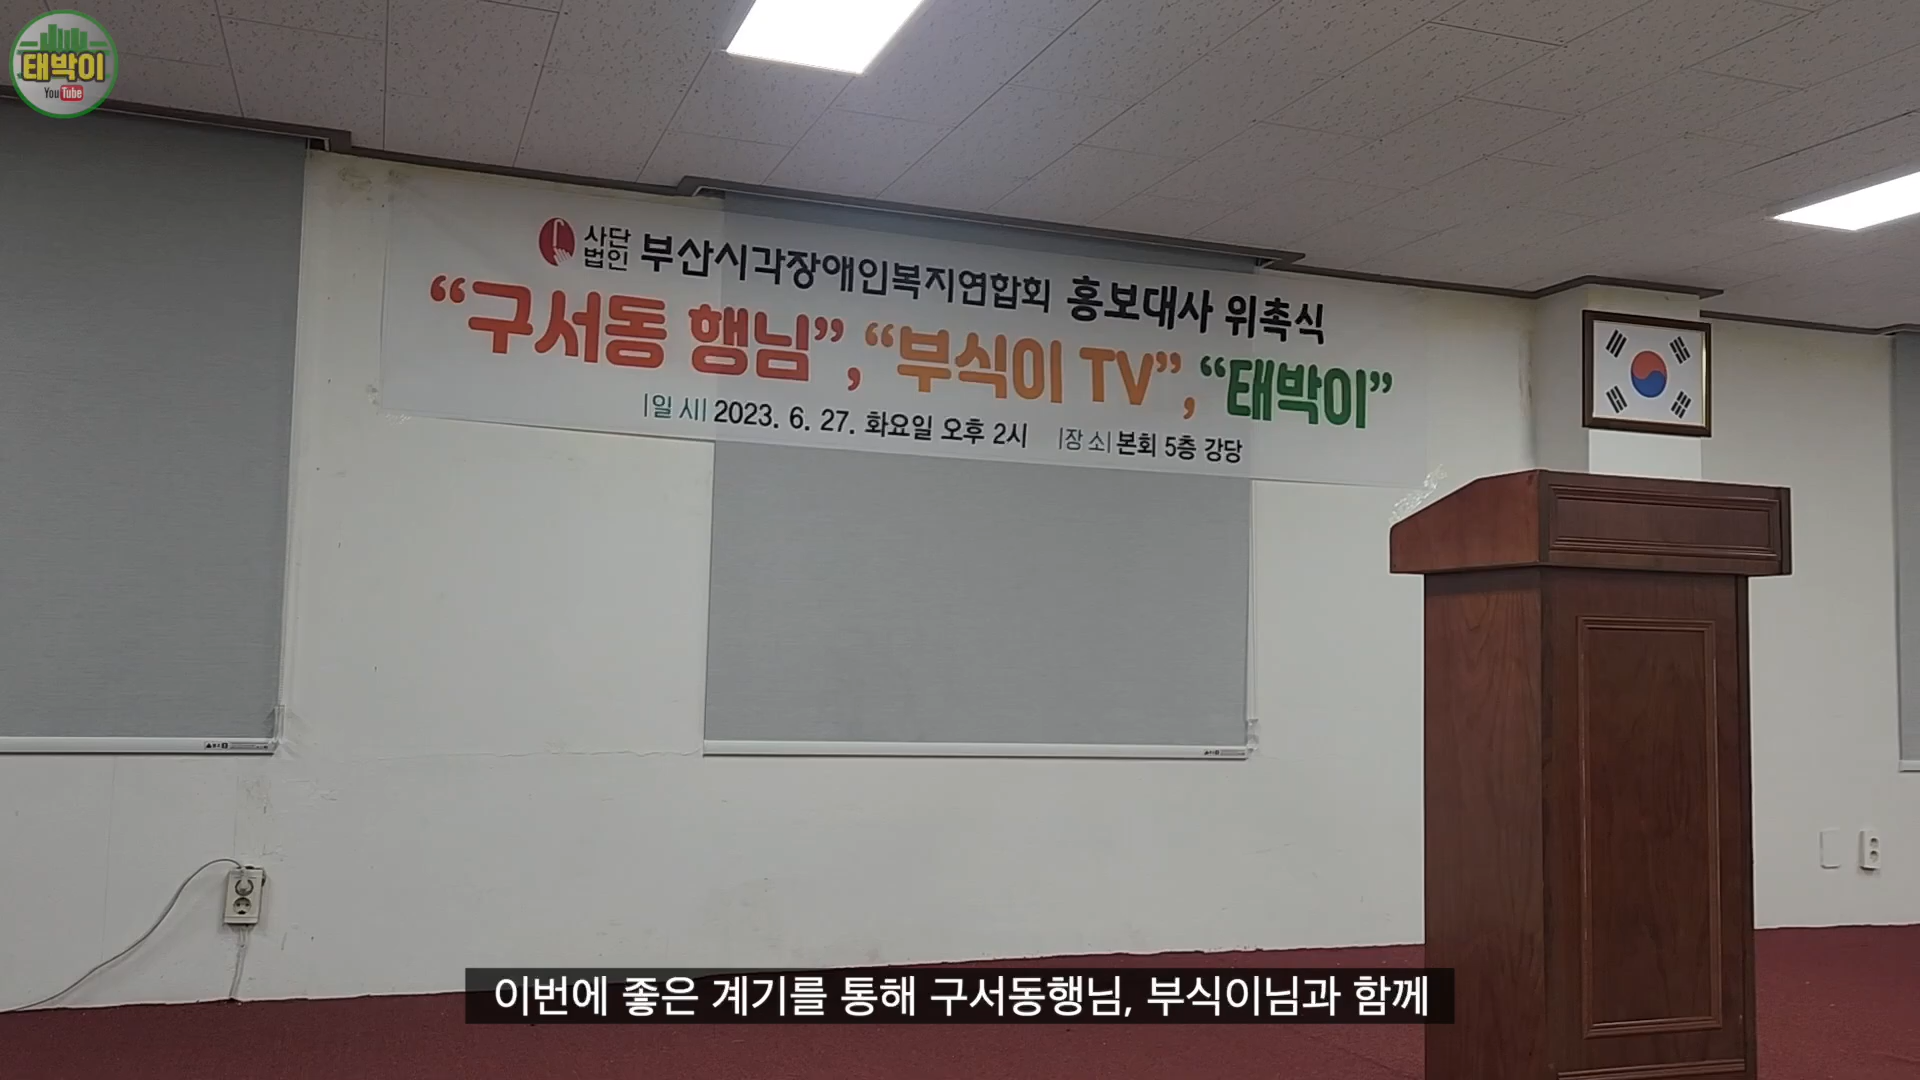 태박이
YouTube
사단
법인
부산시각장애인복지연합회 홍보대사 위촉식
“구서동 행님”, “부식이 TV”, “태박이”
|일 시| 2023. 6. 27. 화요일 오후 2시 |장 소| 본회 5층 강당
이번에 좋은 계기를 통해 구서동행님, 부식이님과 함께